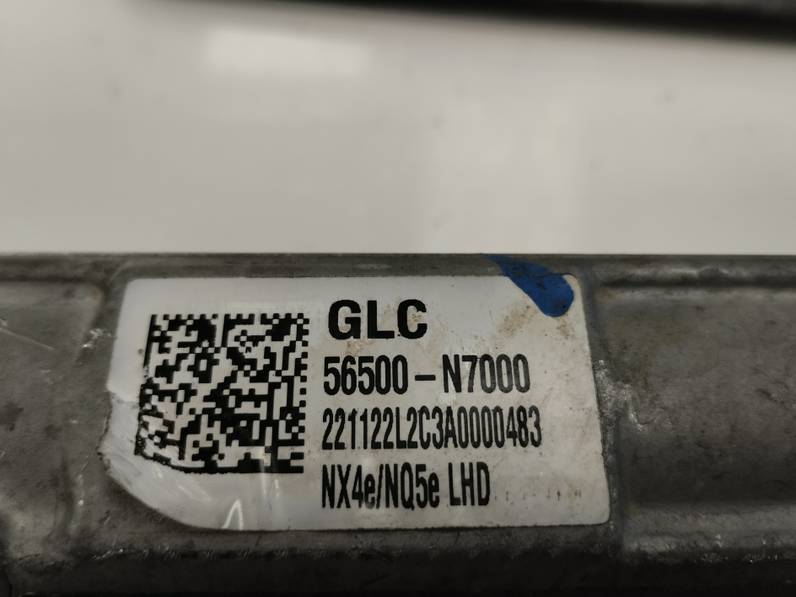 GLC
56500-N7000
221122L2C3A0000483
NX4e/NQ5e LHD